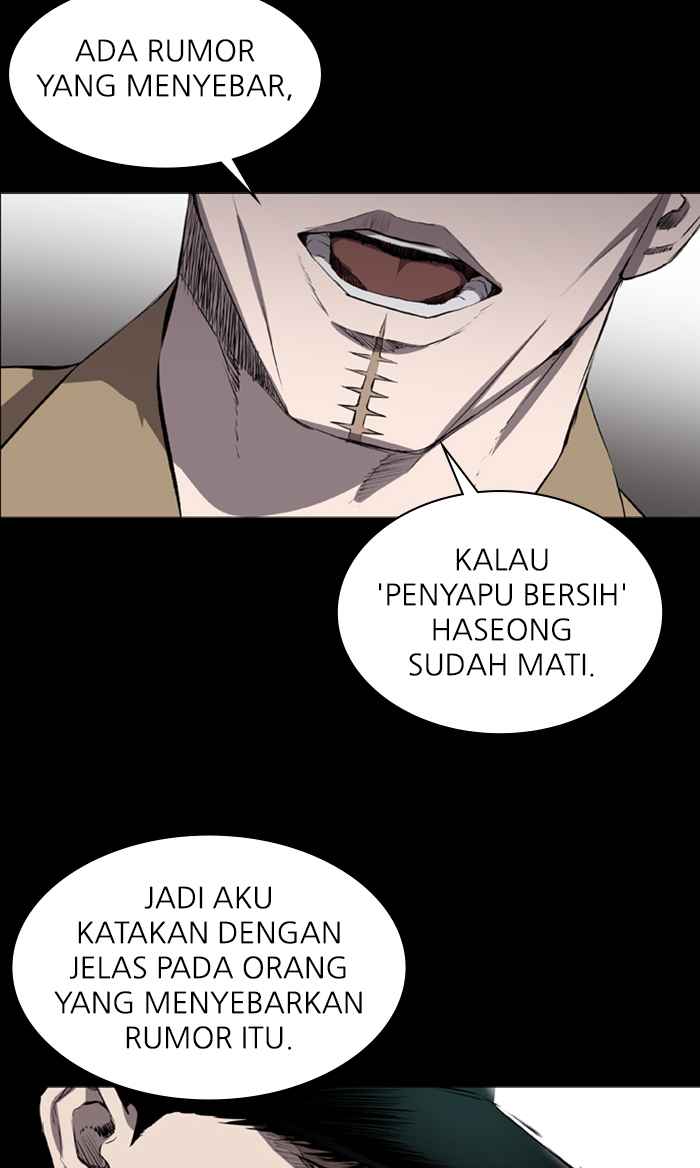 ADA RUMOR
YANG MENYEBAR,
KALAU
'PENYAPU BERSIH'
HASEONG
SUDAH MATI.
JADI AKU
KATAKAN DENGAN
JELAS PADA ORANG
YANG MENYEBARKAN
RUMOR ITU.